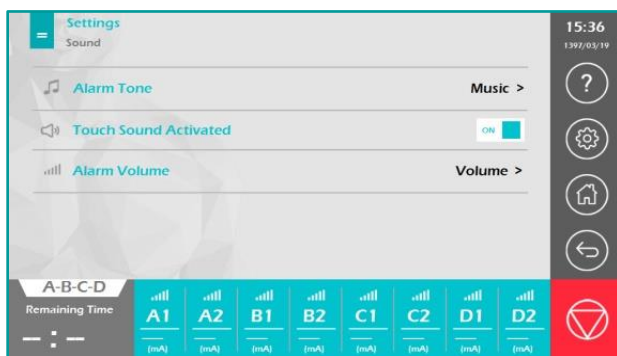 Settings
Sound
15:36
1397/03/19
Alarm Tone
Music >
?
Touch Sound Activated
ON
Alarm Volume
Volume >
A-B-C-D
Remaining Time
-- : --
A1 A2 B1 B2 C1 C2 D1 D2
(mA) (mA) (mA) (mA) (mA) (mA) (mA) (mA)